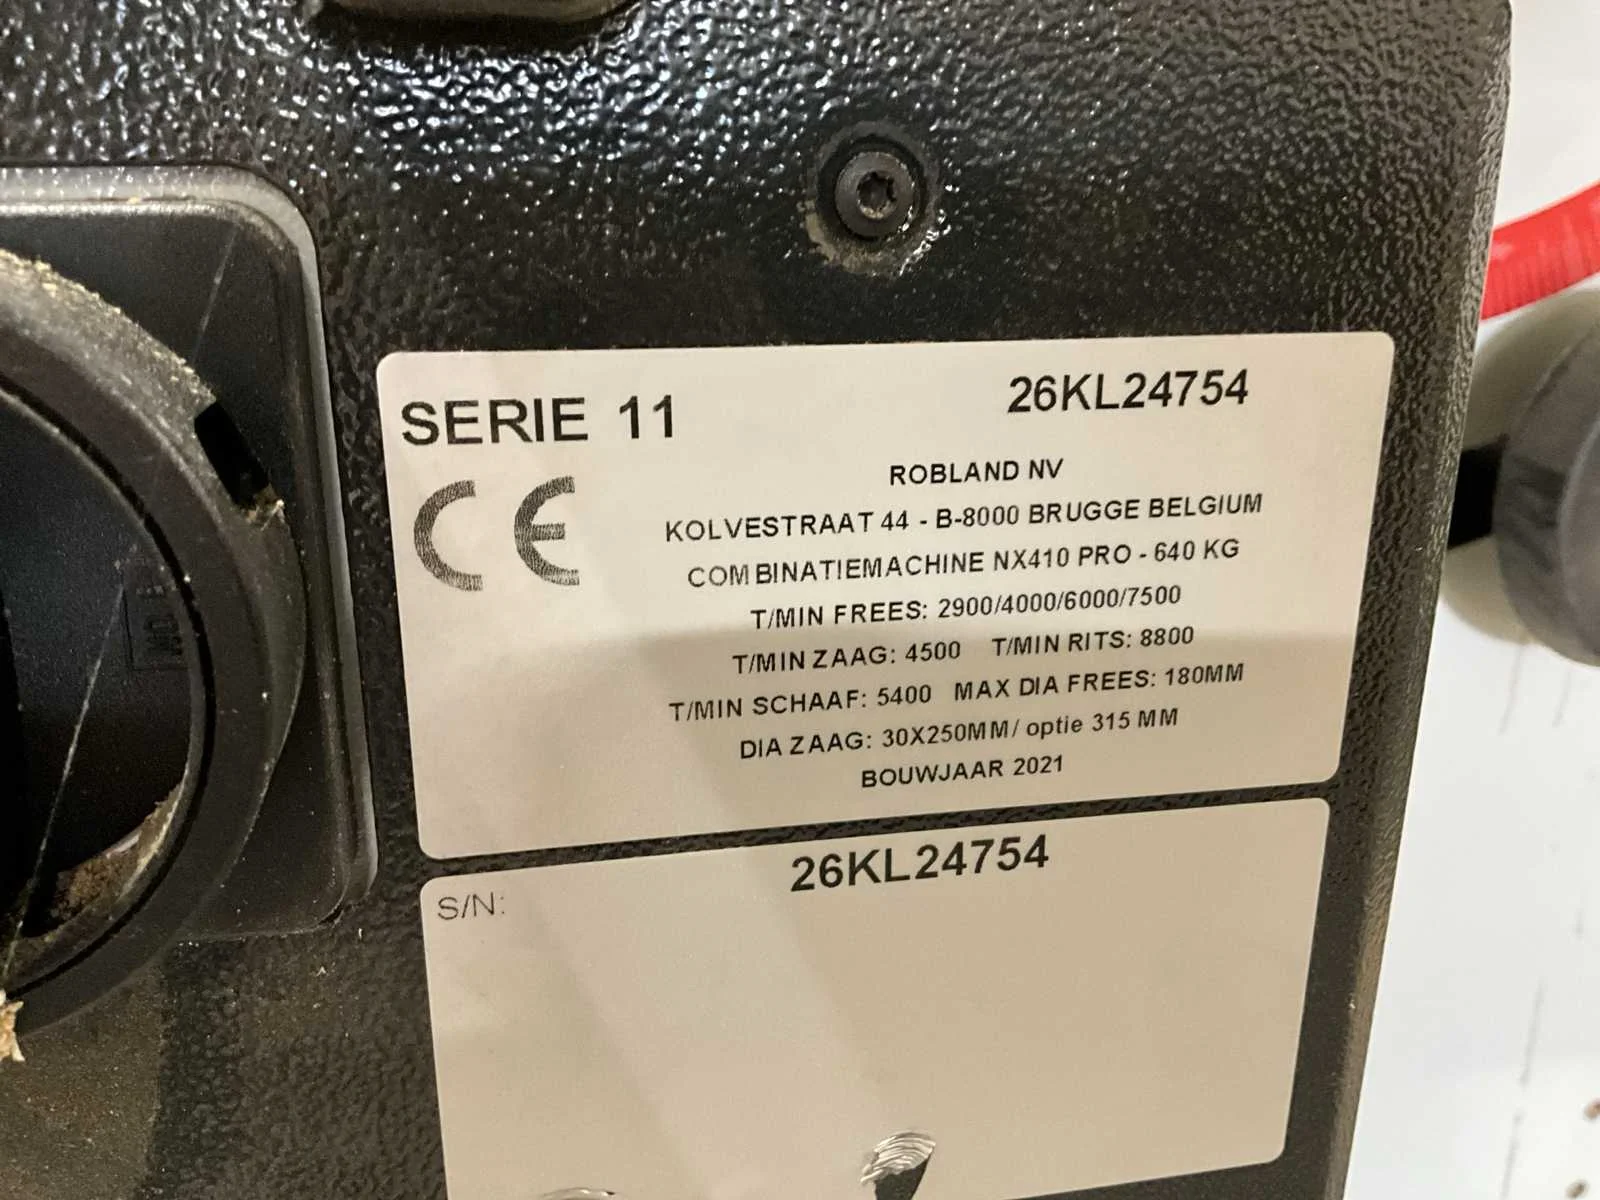 SERIE 11 26KL24754
CE
ROBLAND NV
KOLVESTRAAT 44 - B-8000 BRUGGE BELGIUM
COMBINATIEMACHINE NX410 PRO - 640 KG
T/MIN FREES: 2900/4000/6000/7500
T/MIN ZAAG: 4500 T/MIN RITS: 8800
T/MIN SCHAAF: 5400 MAX DIA FREES: 180MM
DIA ZAAG: 30X250MM/ optie 315 MM
BOUWJAAR 2021
S/N: 26KL24754